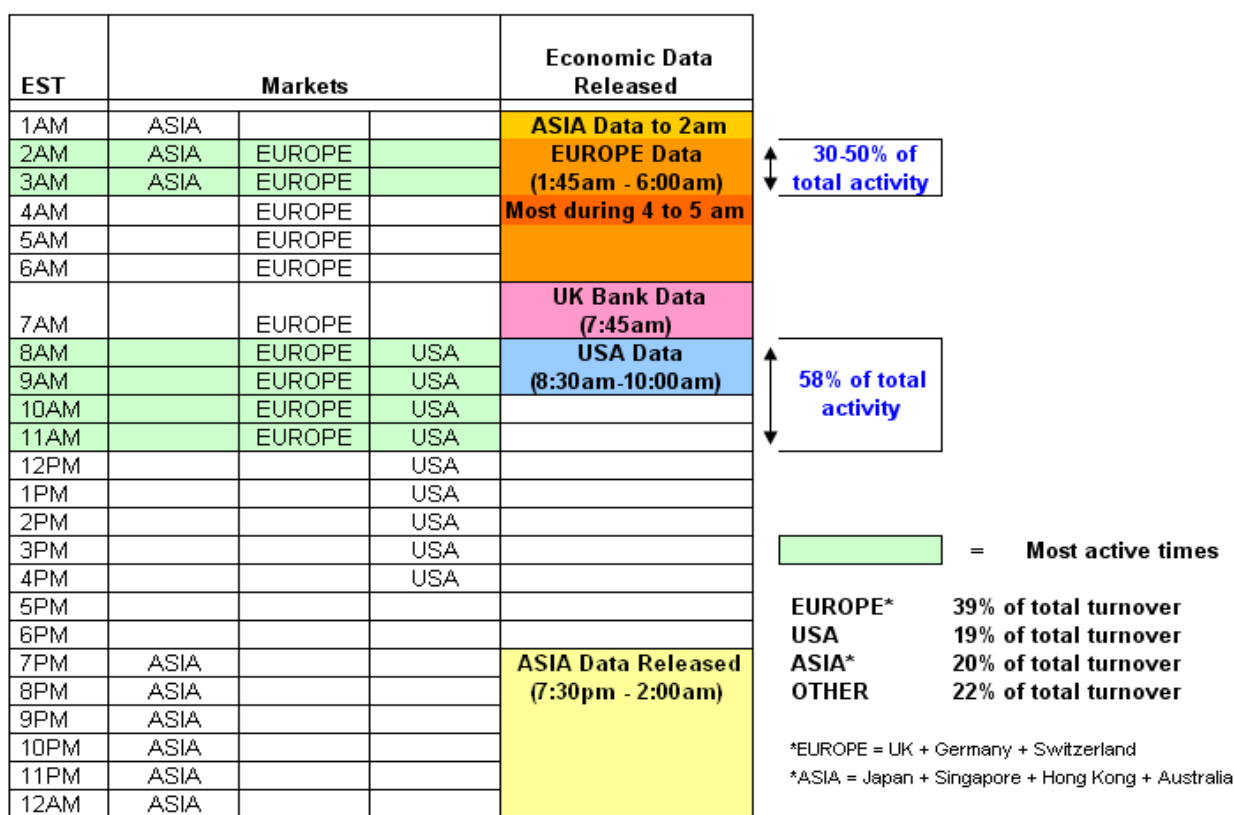 Economic Data
EST Markets Released
1AM ASIA ASIA Data to 2am
2AM ASIA EUROPE EUROPE Data 30-50% of
3AM ASIA EUROPE (1:45am - 6:00am) total activity
4AM EUROPE Most during 4 to 5 am
5AM EUROPE
6AM EUROPE
UK Bank Data
7AM EUROPE (7:45am)
8AM EUROPE USA USA Data
9AM EUROPE USA (8:30am-10:00am) 58% of total
10AM EUROPE USA activity
11AM EUROPE USA
12PM USA
1PM USA
2PM USA
3PM USA = Most active times
4PM USA
5PM EUROPE* 39% of total turnover
6PM USA 19% of total turnover
7PM ASIA ASIA Data Released ASIA* 20% of total turnover
8PM ASIA (7:30pm - 2:00am) OTHER 22% of total turnover
9PM ASIA
10PM ASIA *EUROPE = UK + Germany + Switzerland
11PM ASIA *ASIA = Japan + Singapore + Hong Kong + Australia
12AM ASIA